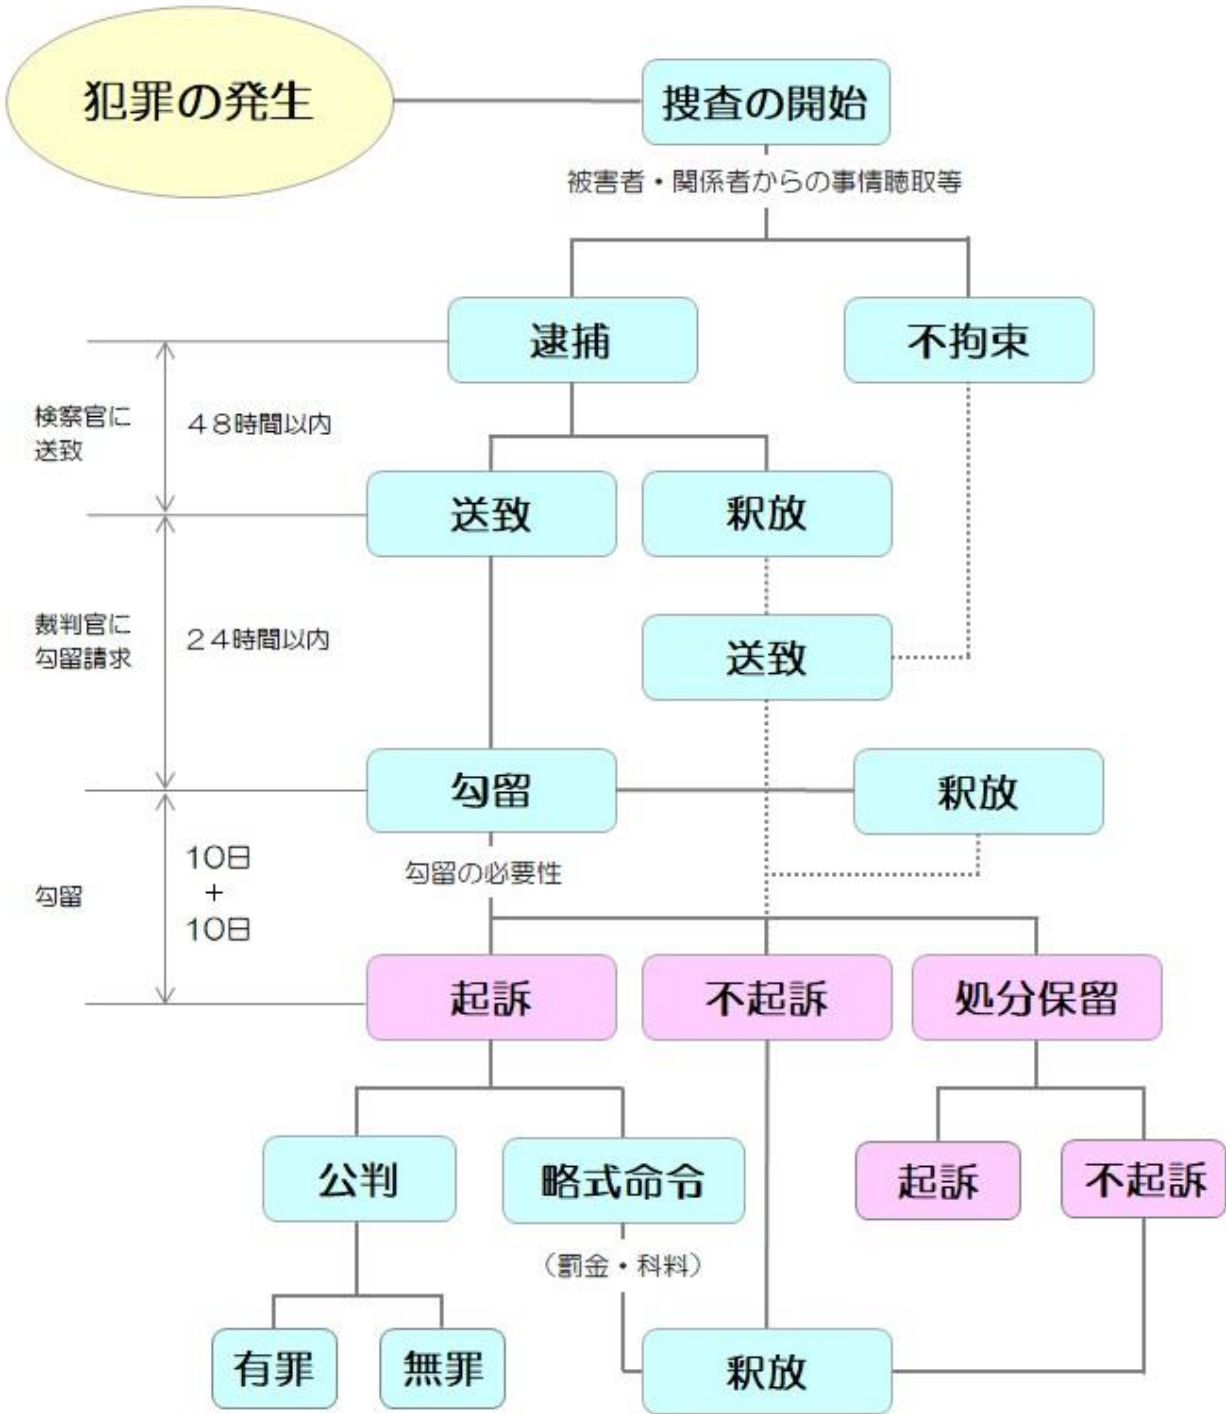 犯罪の発生
捜査の開始
被害者・関係者からの事情聴取等
逮捕
不拘束
検察官に
送致
48時間以内
送致
釈放
裁判官に
勾留請求
24時間以内
送致
勾留
釈放
勾留の必要性
勾留
10日
+
10日
起訴
不起訴
処分保留
公判
略式命令
起訴
不起訴
(罰金・科料)
有罪
無罪
釈放